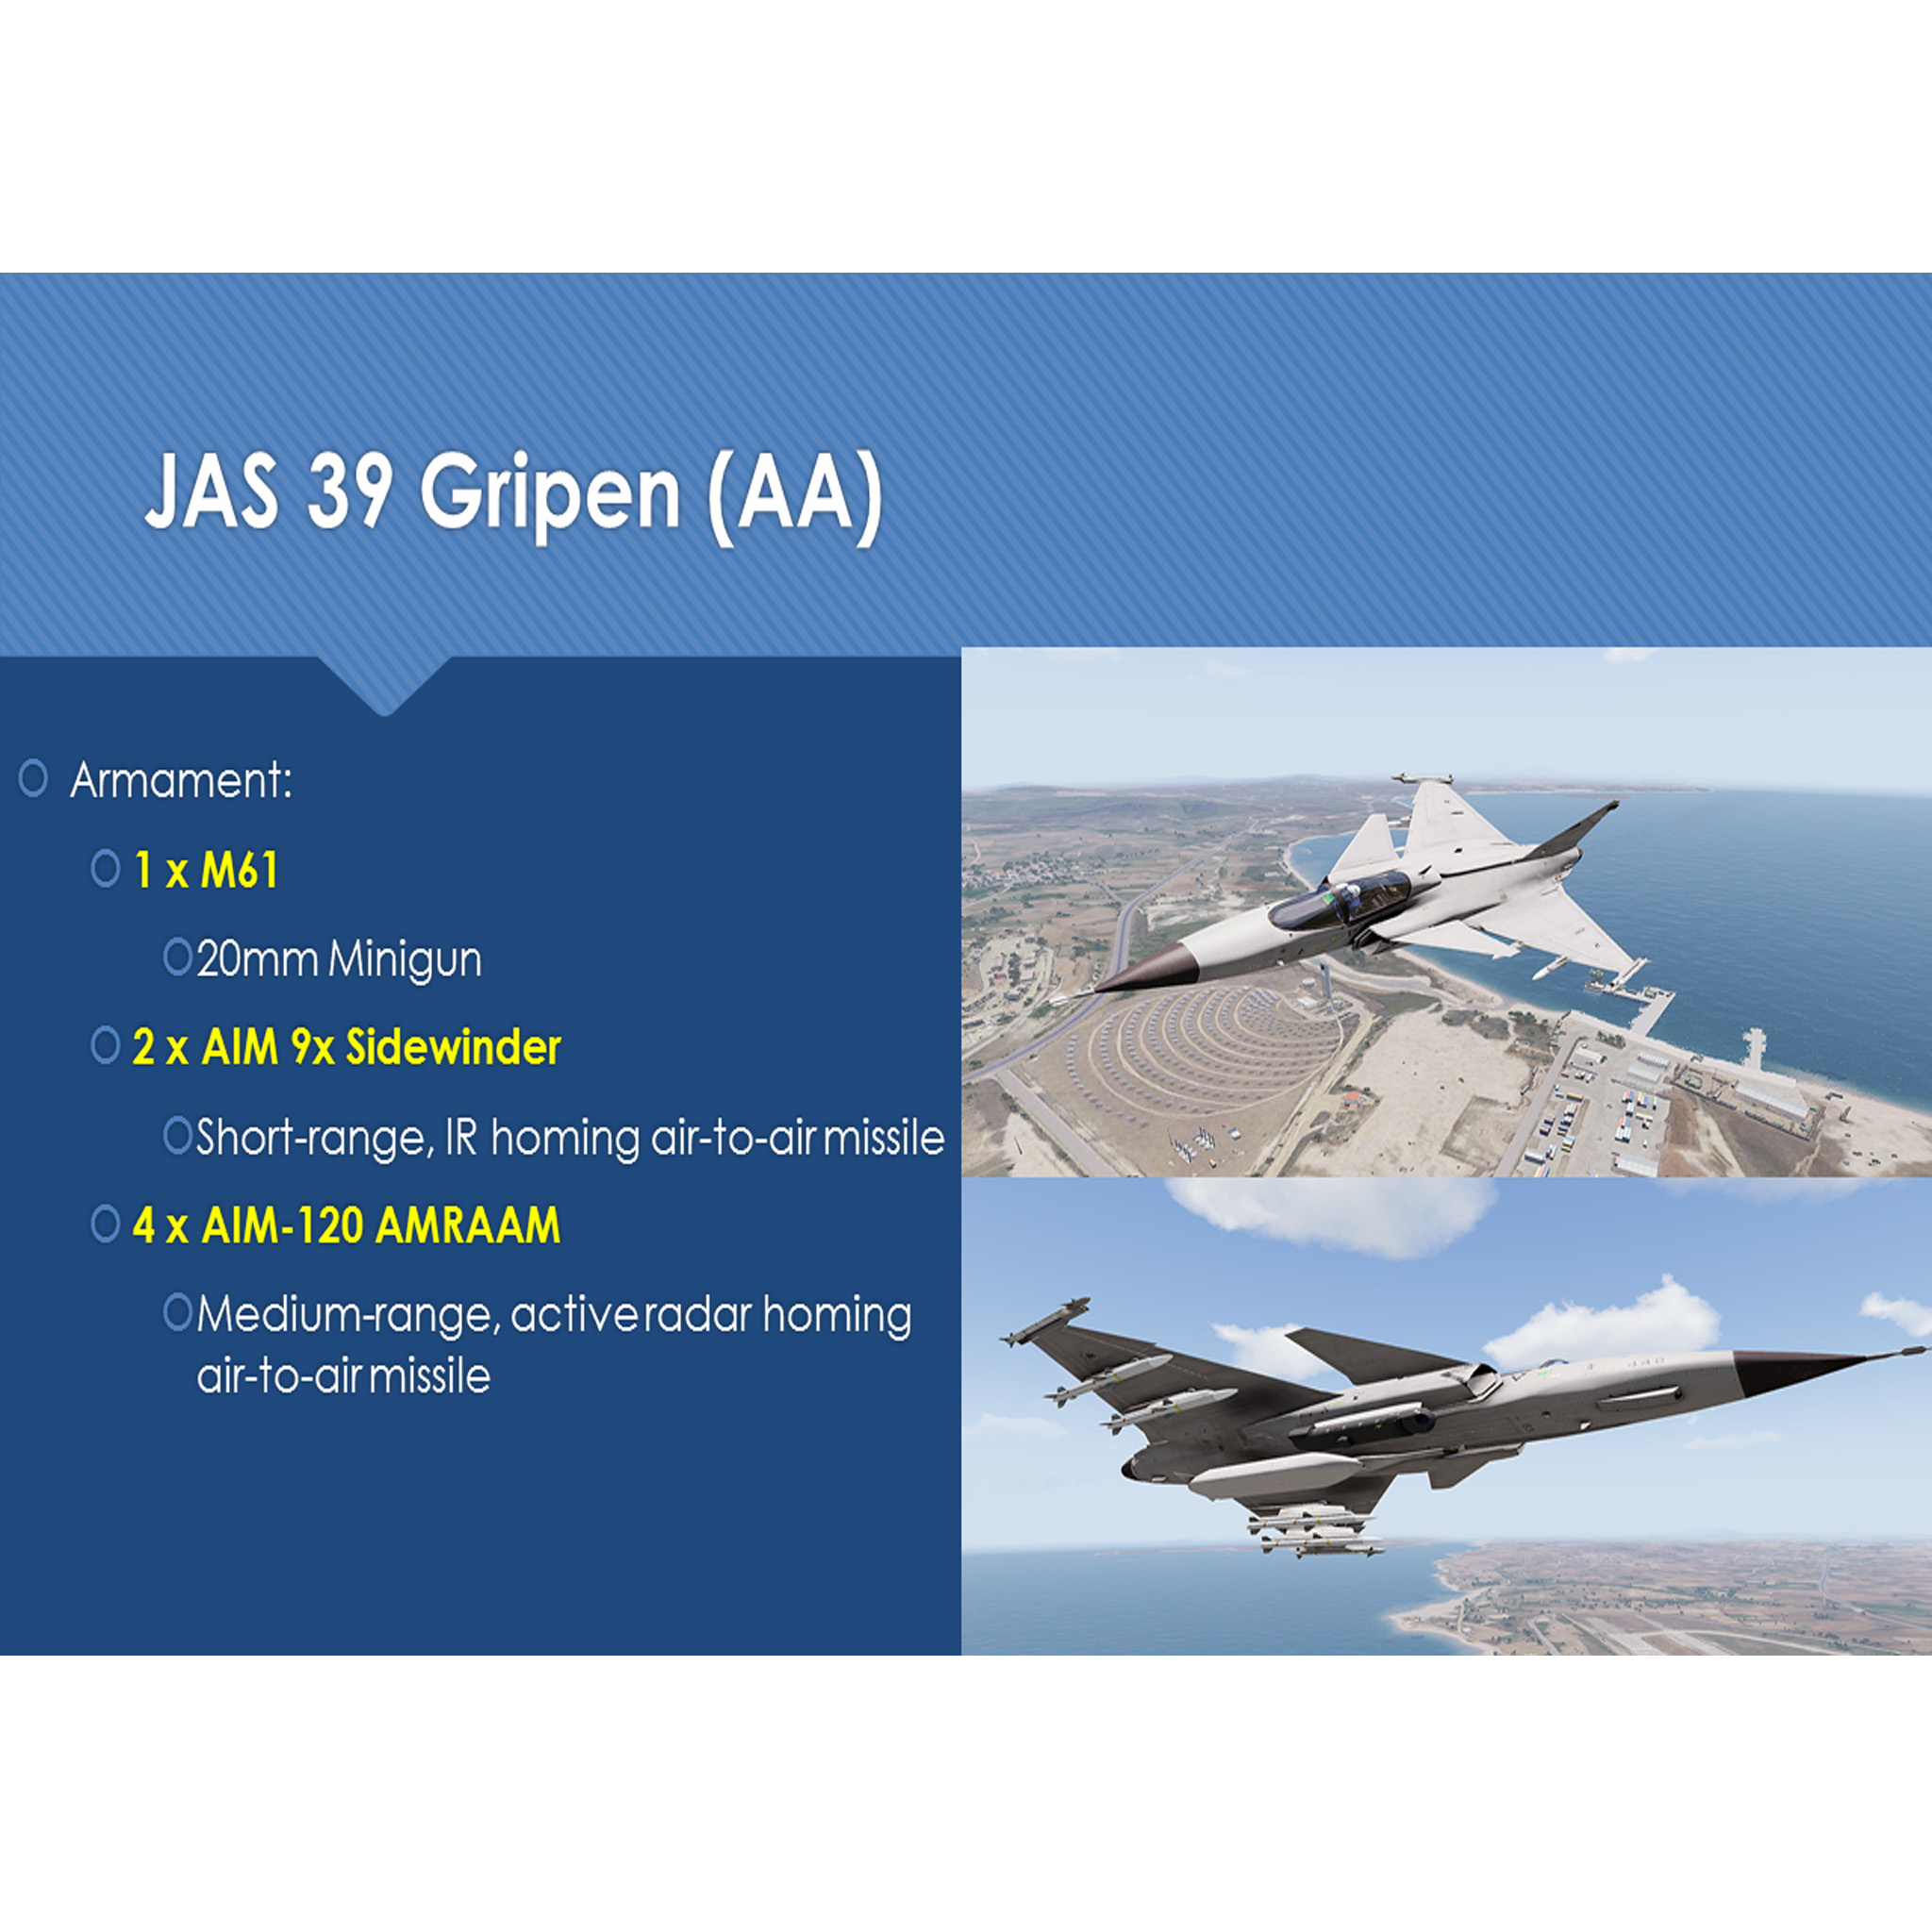 JAS 39 Gripen (AA)
Armament:
1 x M61
20mm Minigun
2 x AIM 9x Sidewinder
Short-range, IR homing air-to-air missile
4 x AIM-120 AMRAAM
Medium-range, active radar homing
air-to-air missile